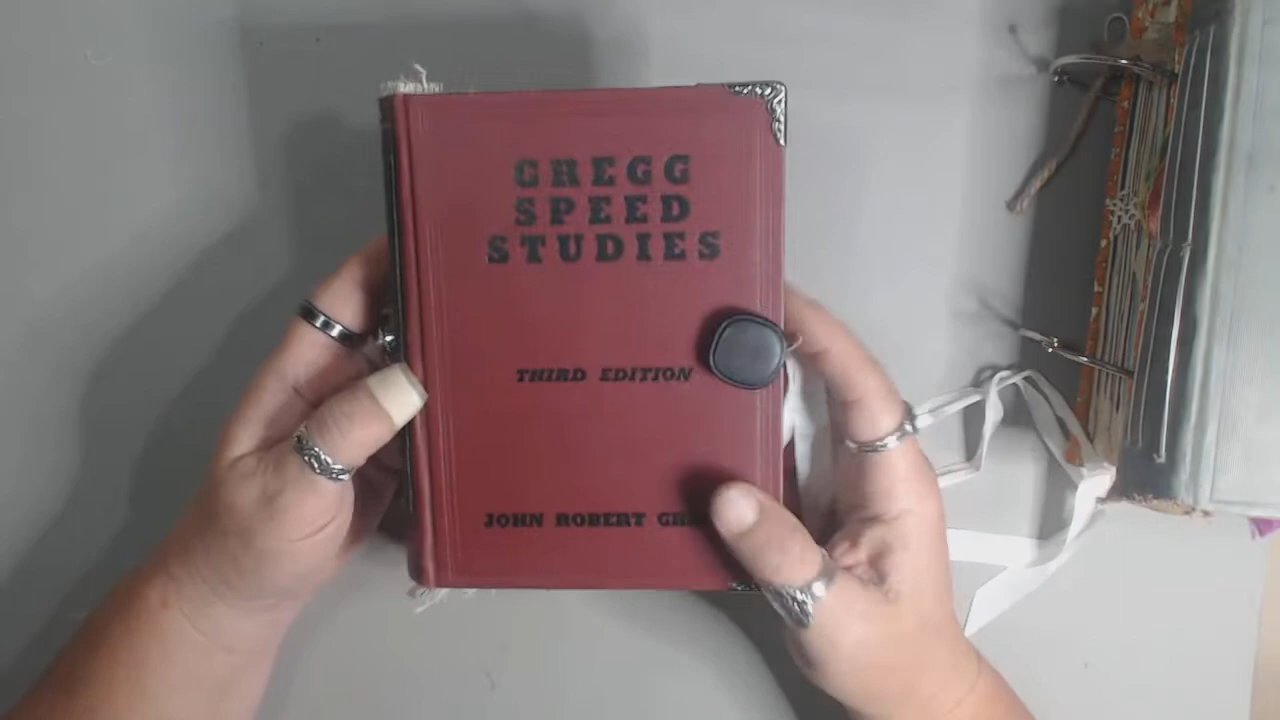 GREGG
SPEED
STUDIES
THIRD EDITION
JOHN ROBERT